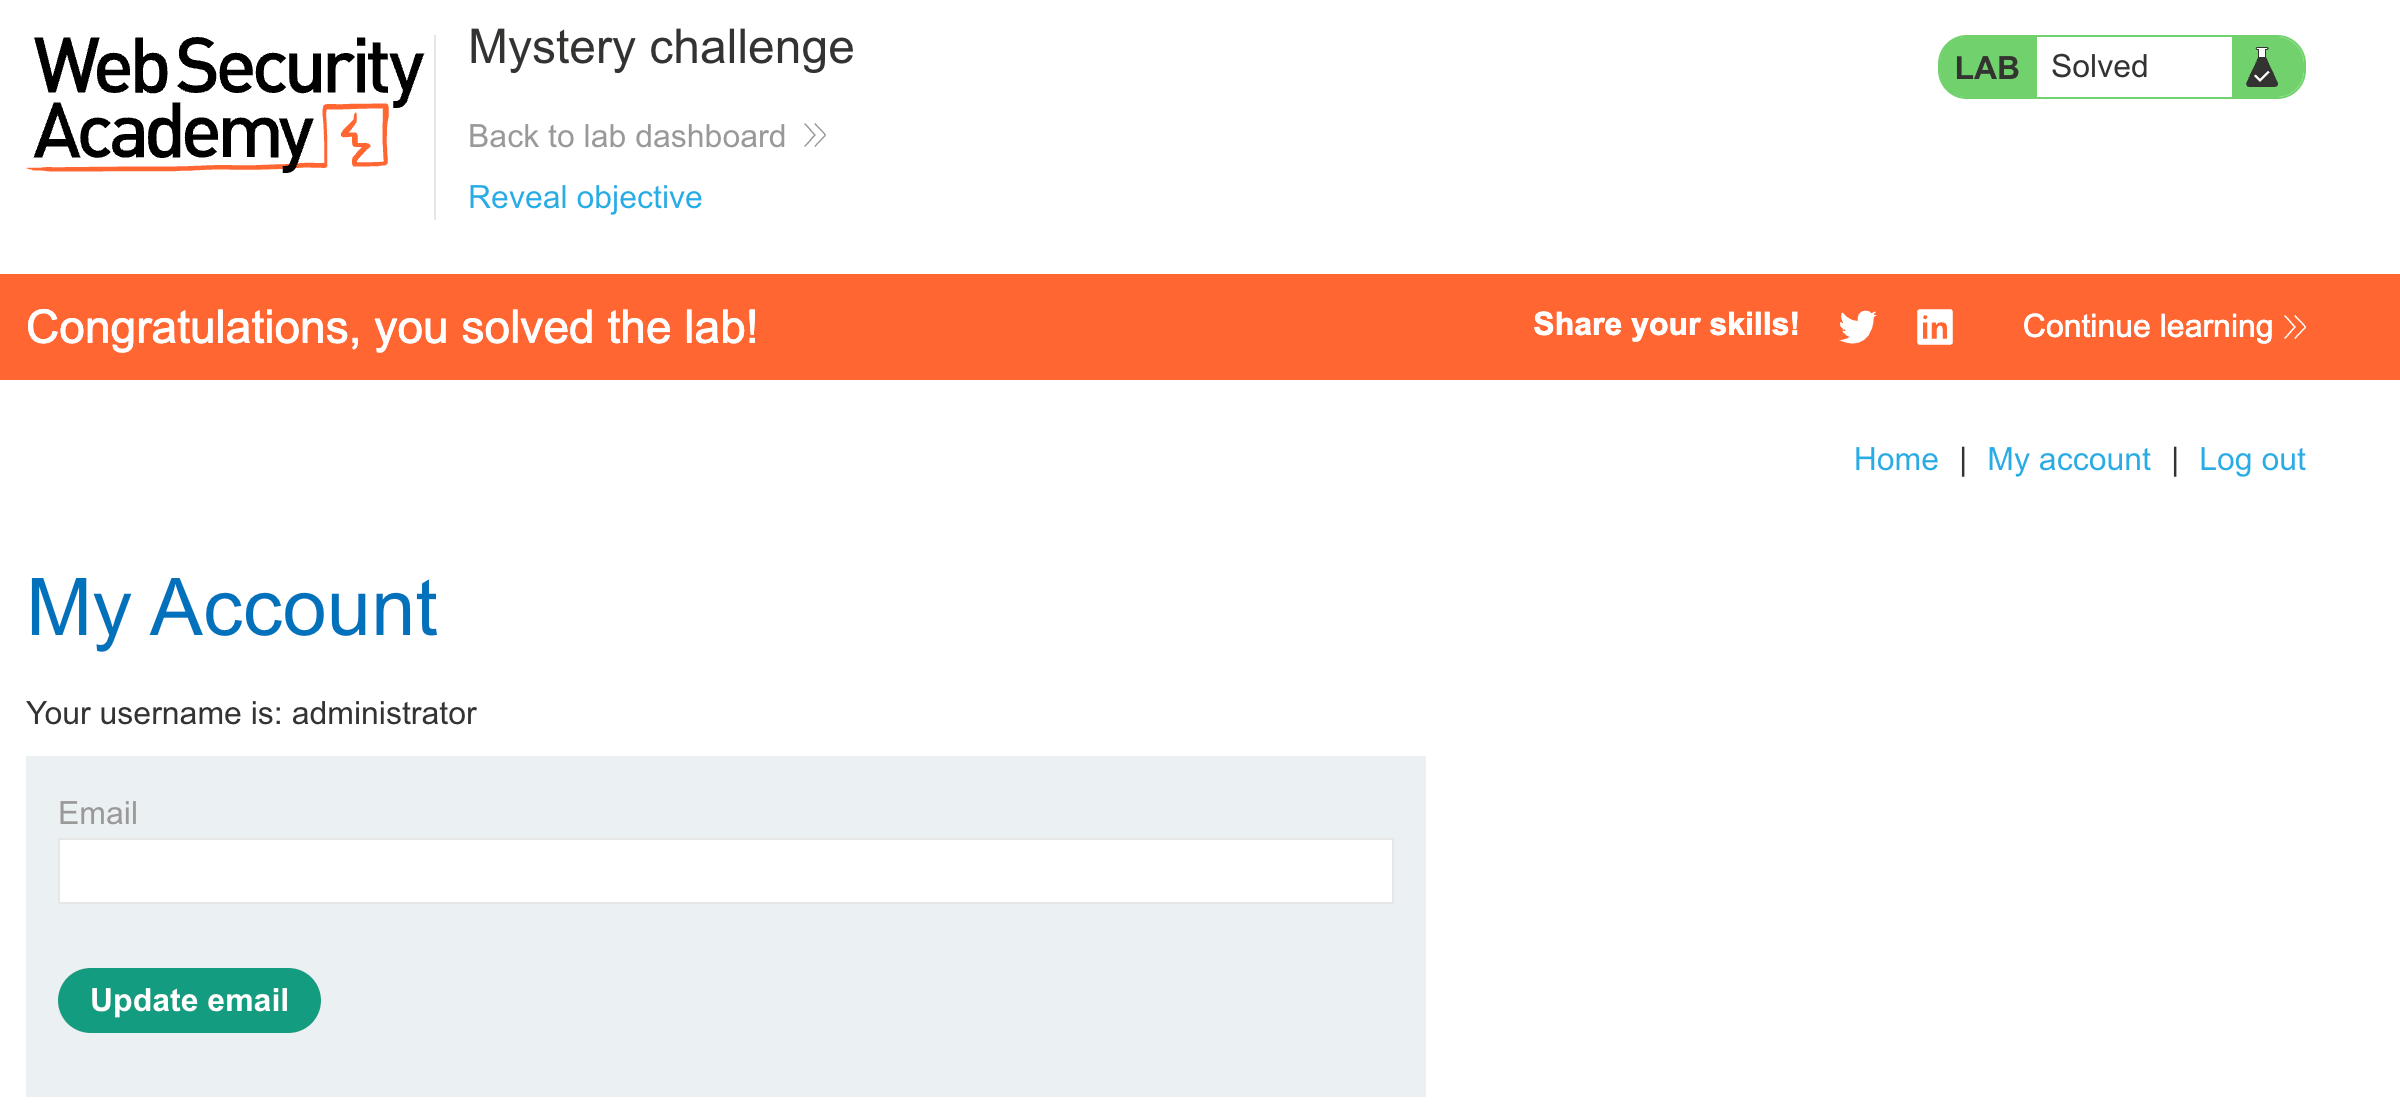 Web Security
Academy
Mystery challenge
Back to lab dashboard
Reveal objective
LAB Solved
Congratulations, you solved the lab!
Share your skills!
Continue learning
Home | My account | Log out
My Account
Your username is: administrator
Email
Update email